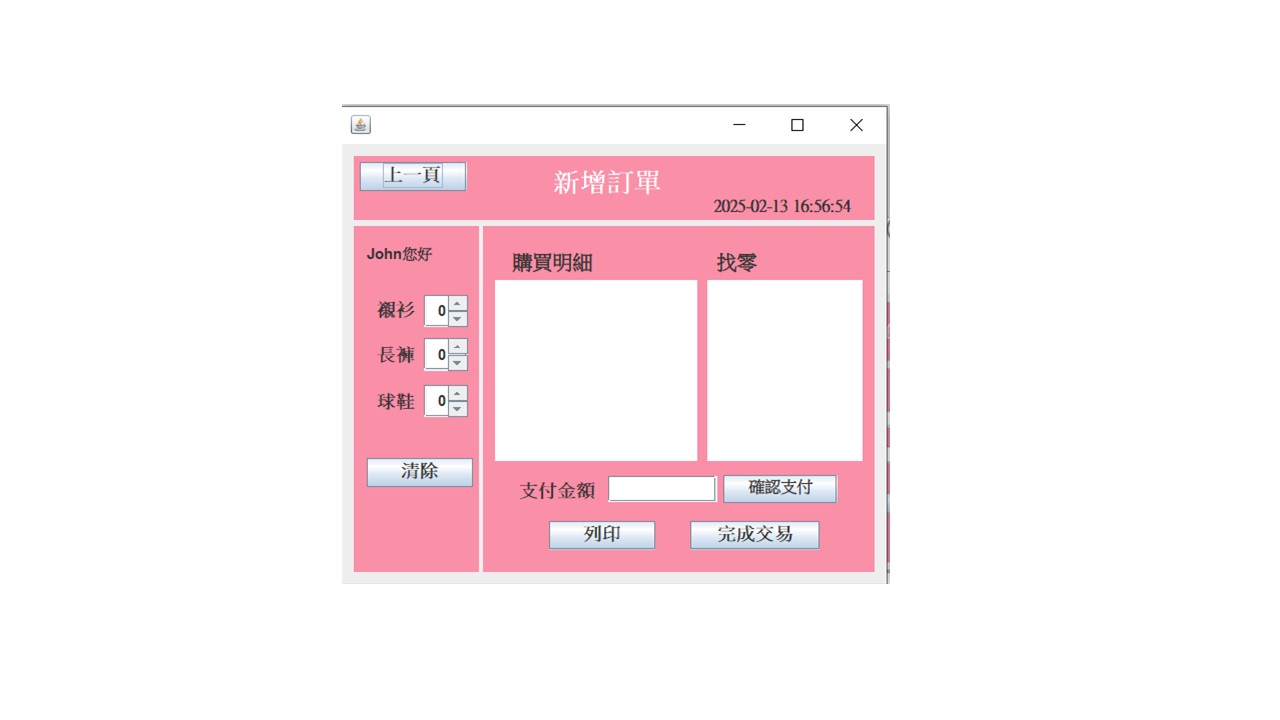 上一頁
新增訂單
2025-02-13 16:56:54
John您好
襯衫 0
長褲 0
球鞋 0
清除
購買明細
找零
支付金額
確認支付
列印
完成交易